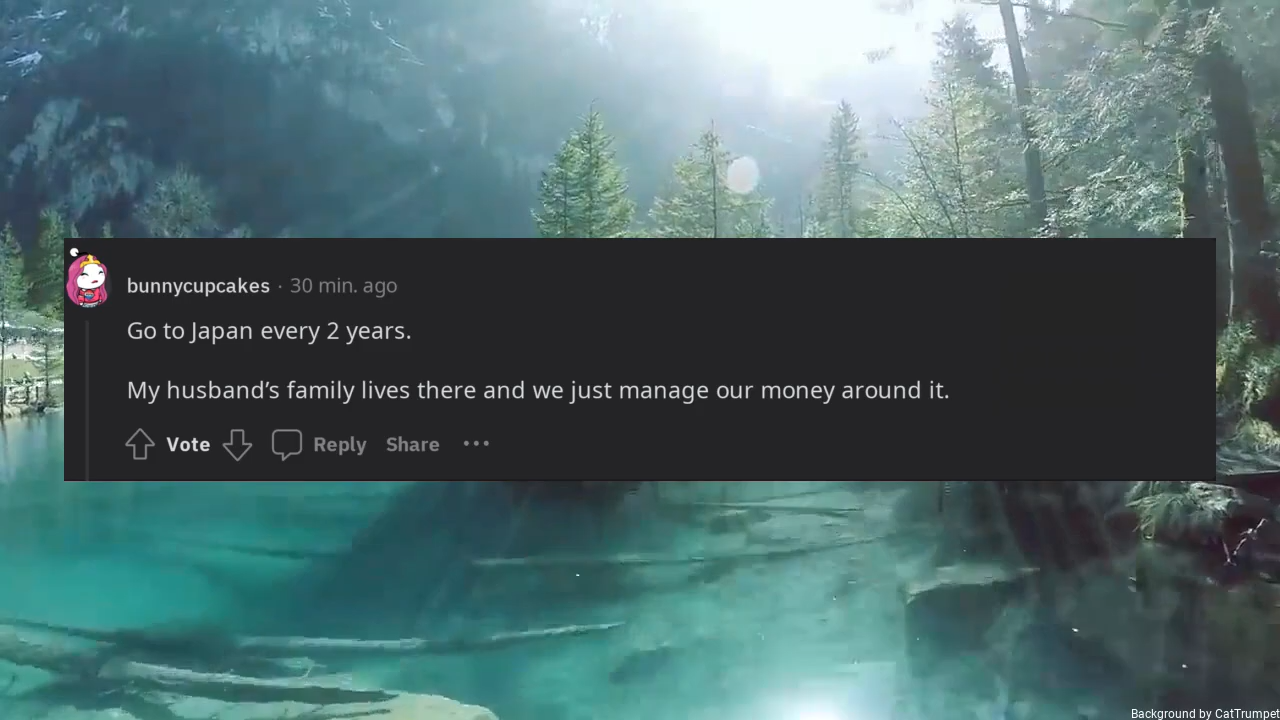 bunnycupcakes · 30 min. ago
Go to Japan every 2 years.
My husband’s family lives there and we just manage our money around it.
Vote Reply Share •••
Background by CatTrumpet